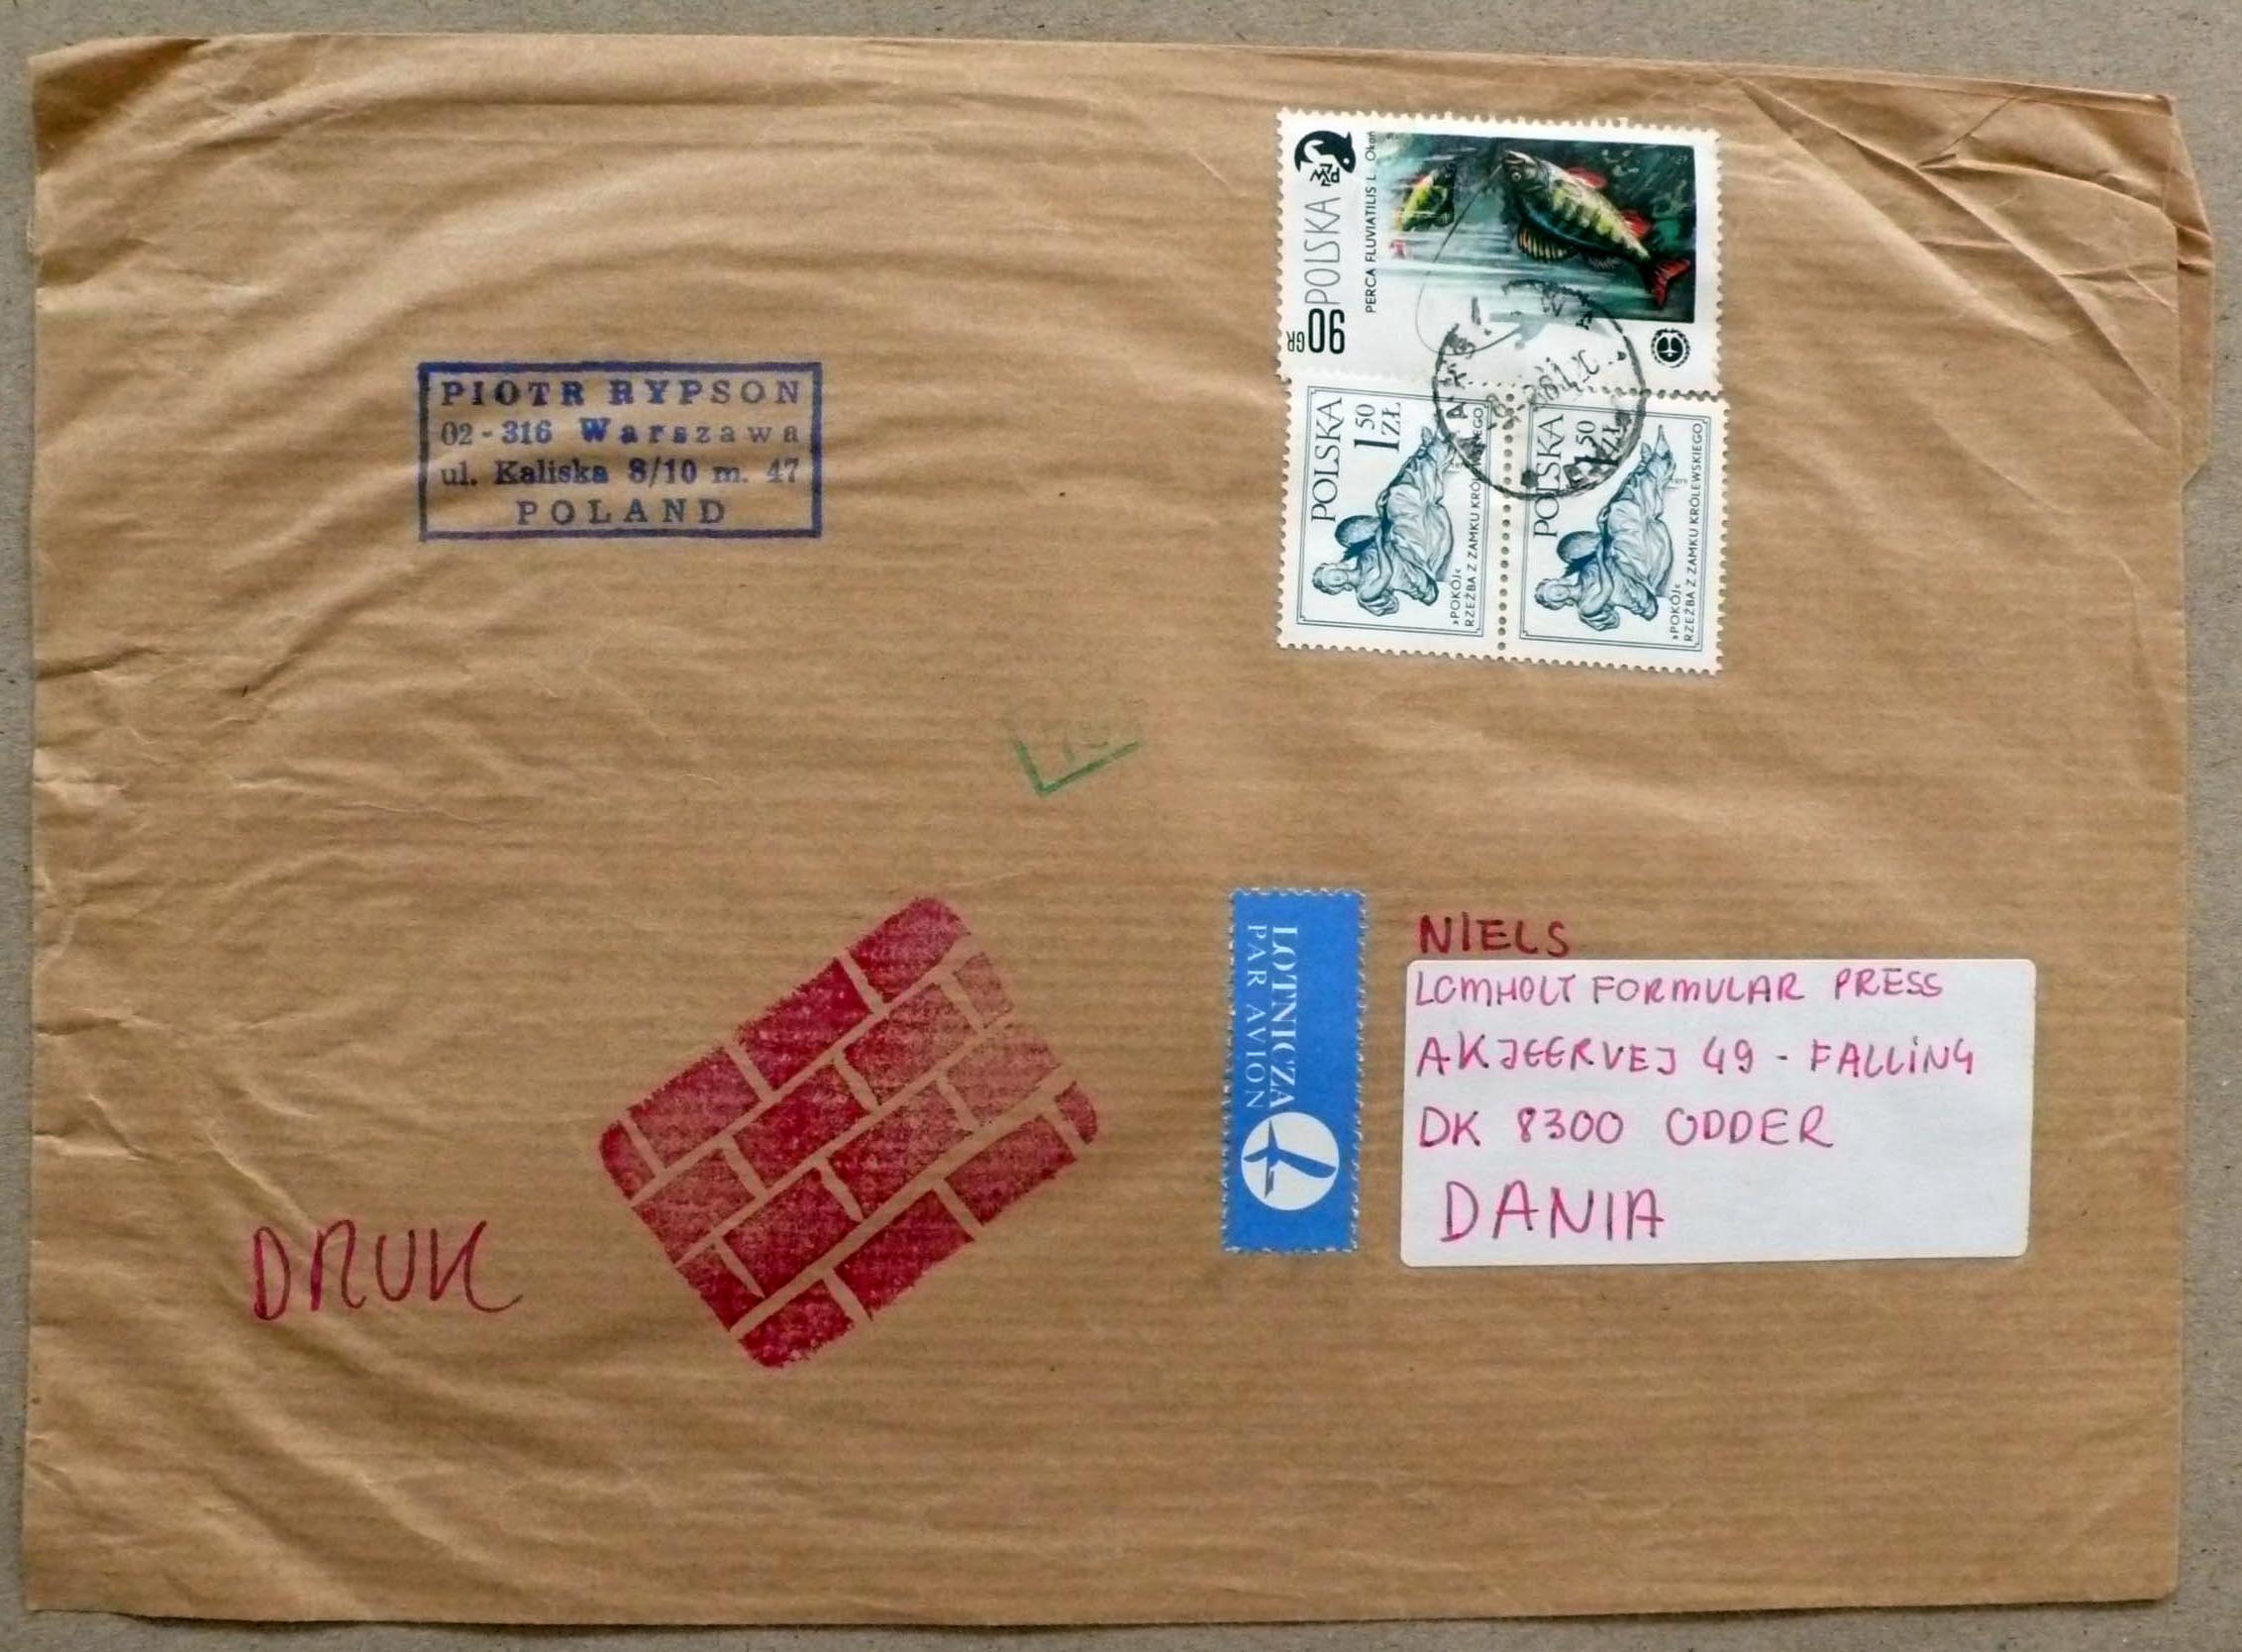 PIOTR RYPSON
02-316 Warszawa
ul. Kaliska 8/10 m. 47
POLAND
90 GR POLSKA
PZW
PERCA FLUVIATILIS L. Okoń
POLSKA
1 50 ZŁ
»POKÓJ«
RZEŹBA Z ZAMKU KRÓLEWSKIEGO
POLSKA
1 50 ZŁ
»POKÓJ«
RZEŹBA Z ZAMKU KRÓLEWSKIEGO
LOTNICZA
PAR AVION
NIELS
LOMHOLT FORMULAR PRESS
AKJEERVEJ 49 - FALLING
DK 8300 ODDER
DANIA
DRUK